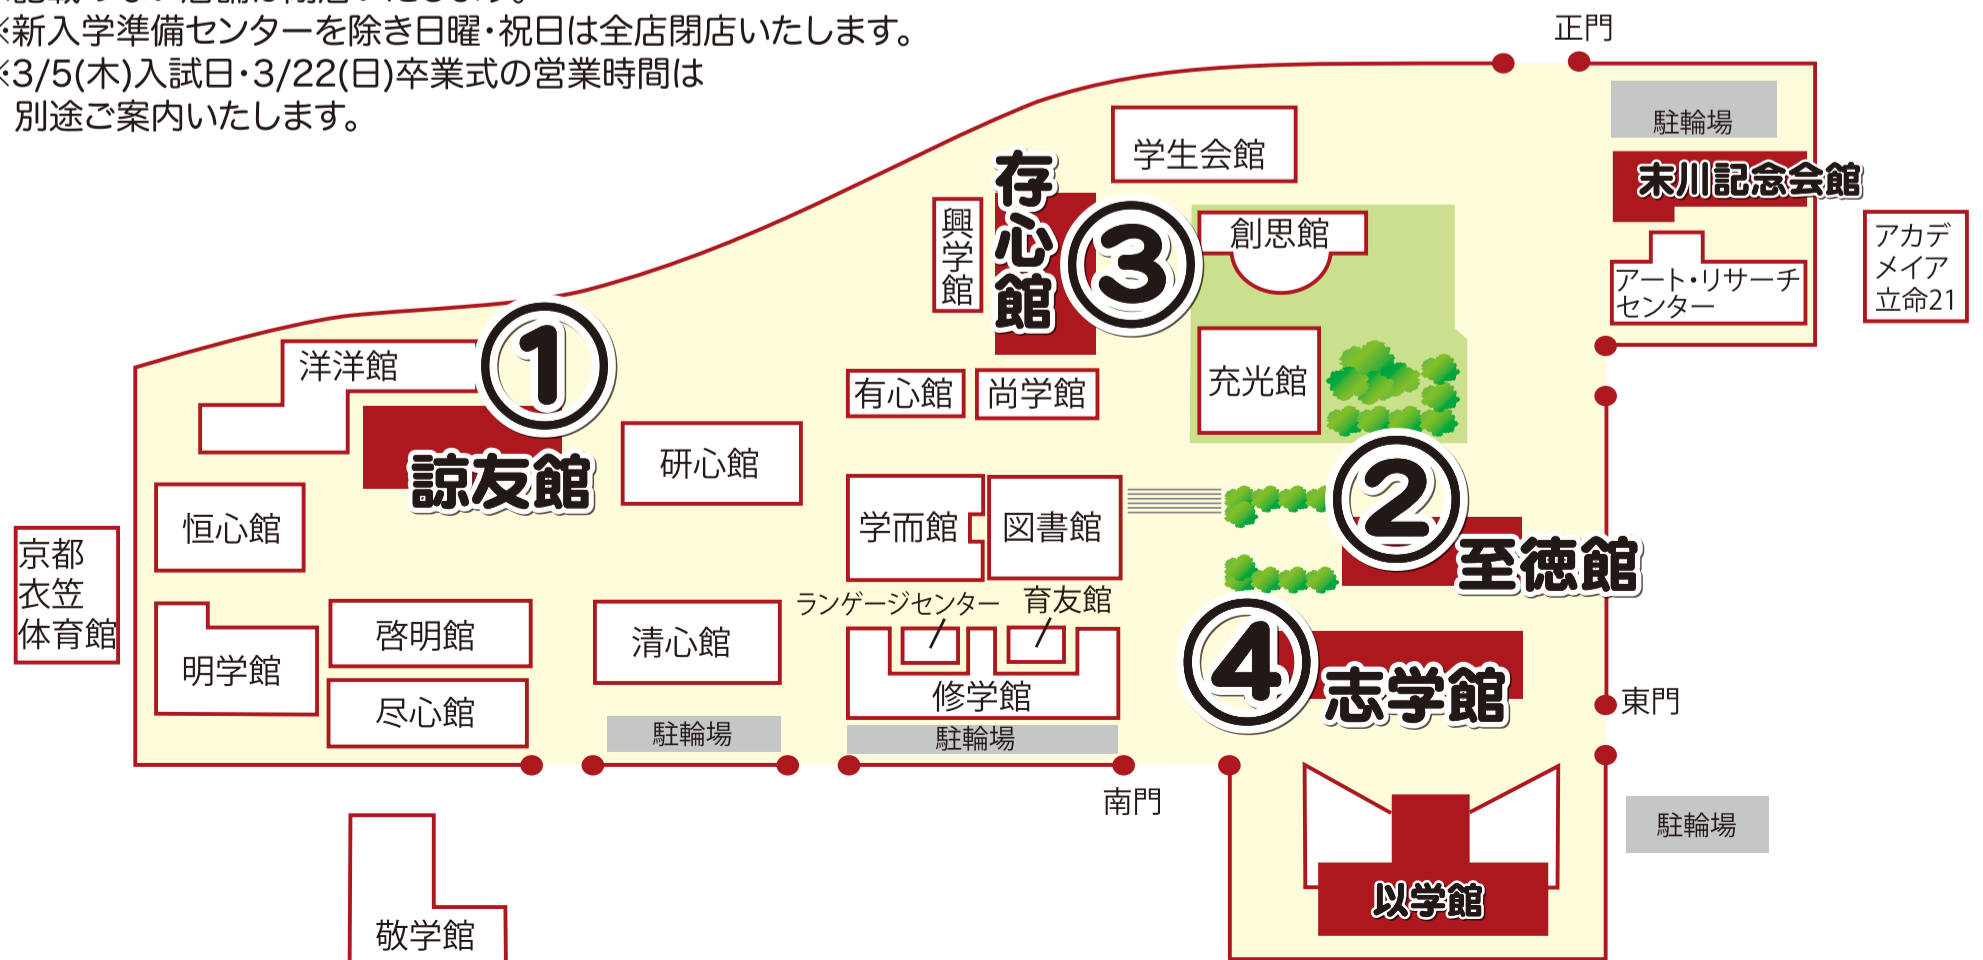 ※新入学準備センターを除き日曜・祝日は全店閉店いたします。
※3/5(木)入試日・3/22(日)卒業式の営業時間は
別途ご案内いたします。
正門
駐輪場
学生会館
末川記念会館
存心館
③
興学館
創思館
アカデ
メイア
立命21
アート・リサーチ
センター
①
洋洋館
諒友館
有心館
尚学館
充光館
研心館
②
至徳館
恒心館
学而館
図書館
京都
衣笠
体育館
ランゲージセンター
育友館
啓明館
清心館
明学館
④
志学館
修学館
尽心館
東門
駐輪場
駐輪場
南門
駐輪場
以学館
敬学館